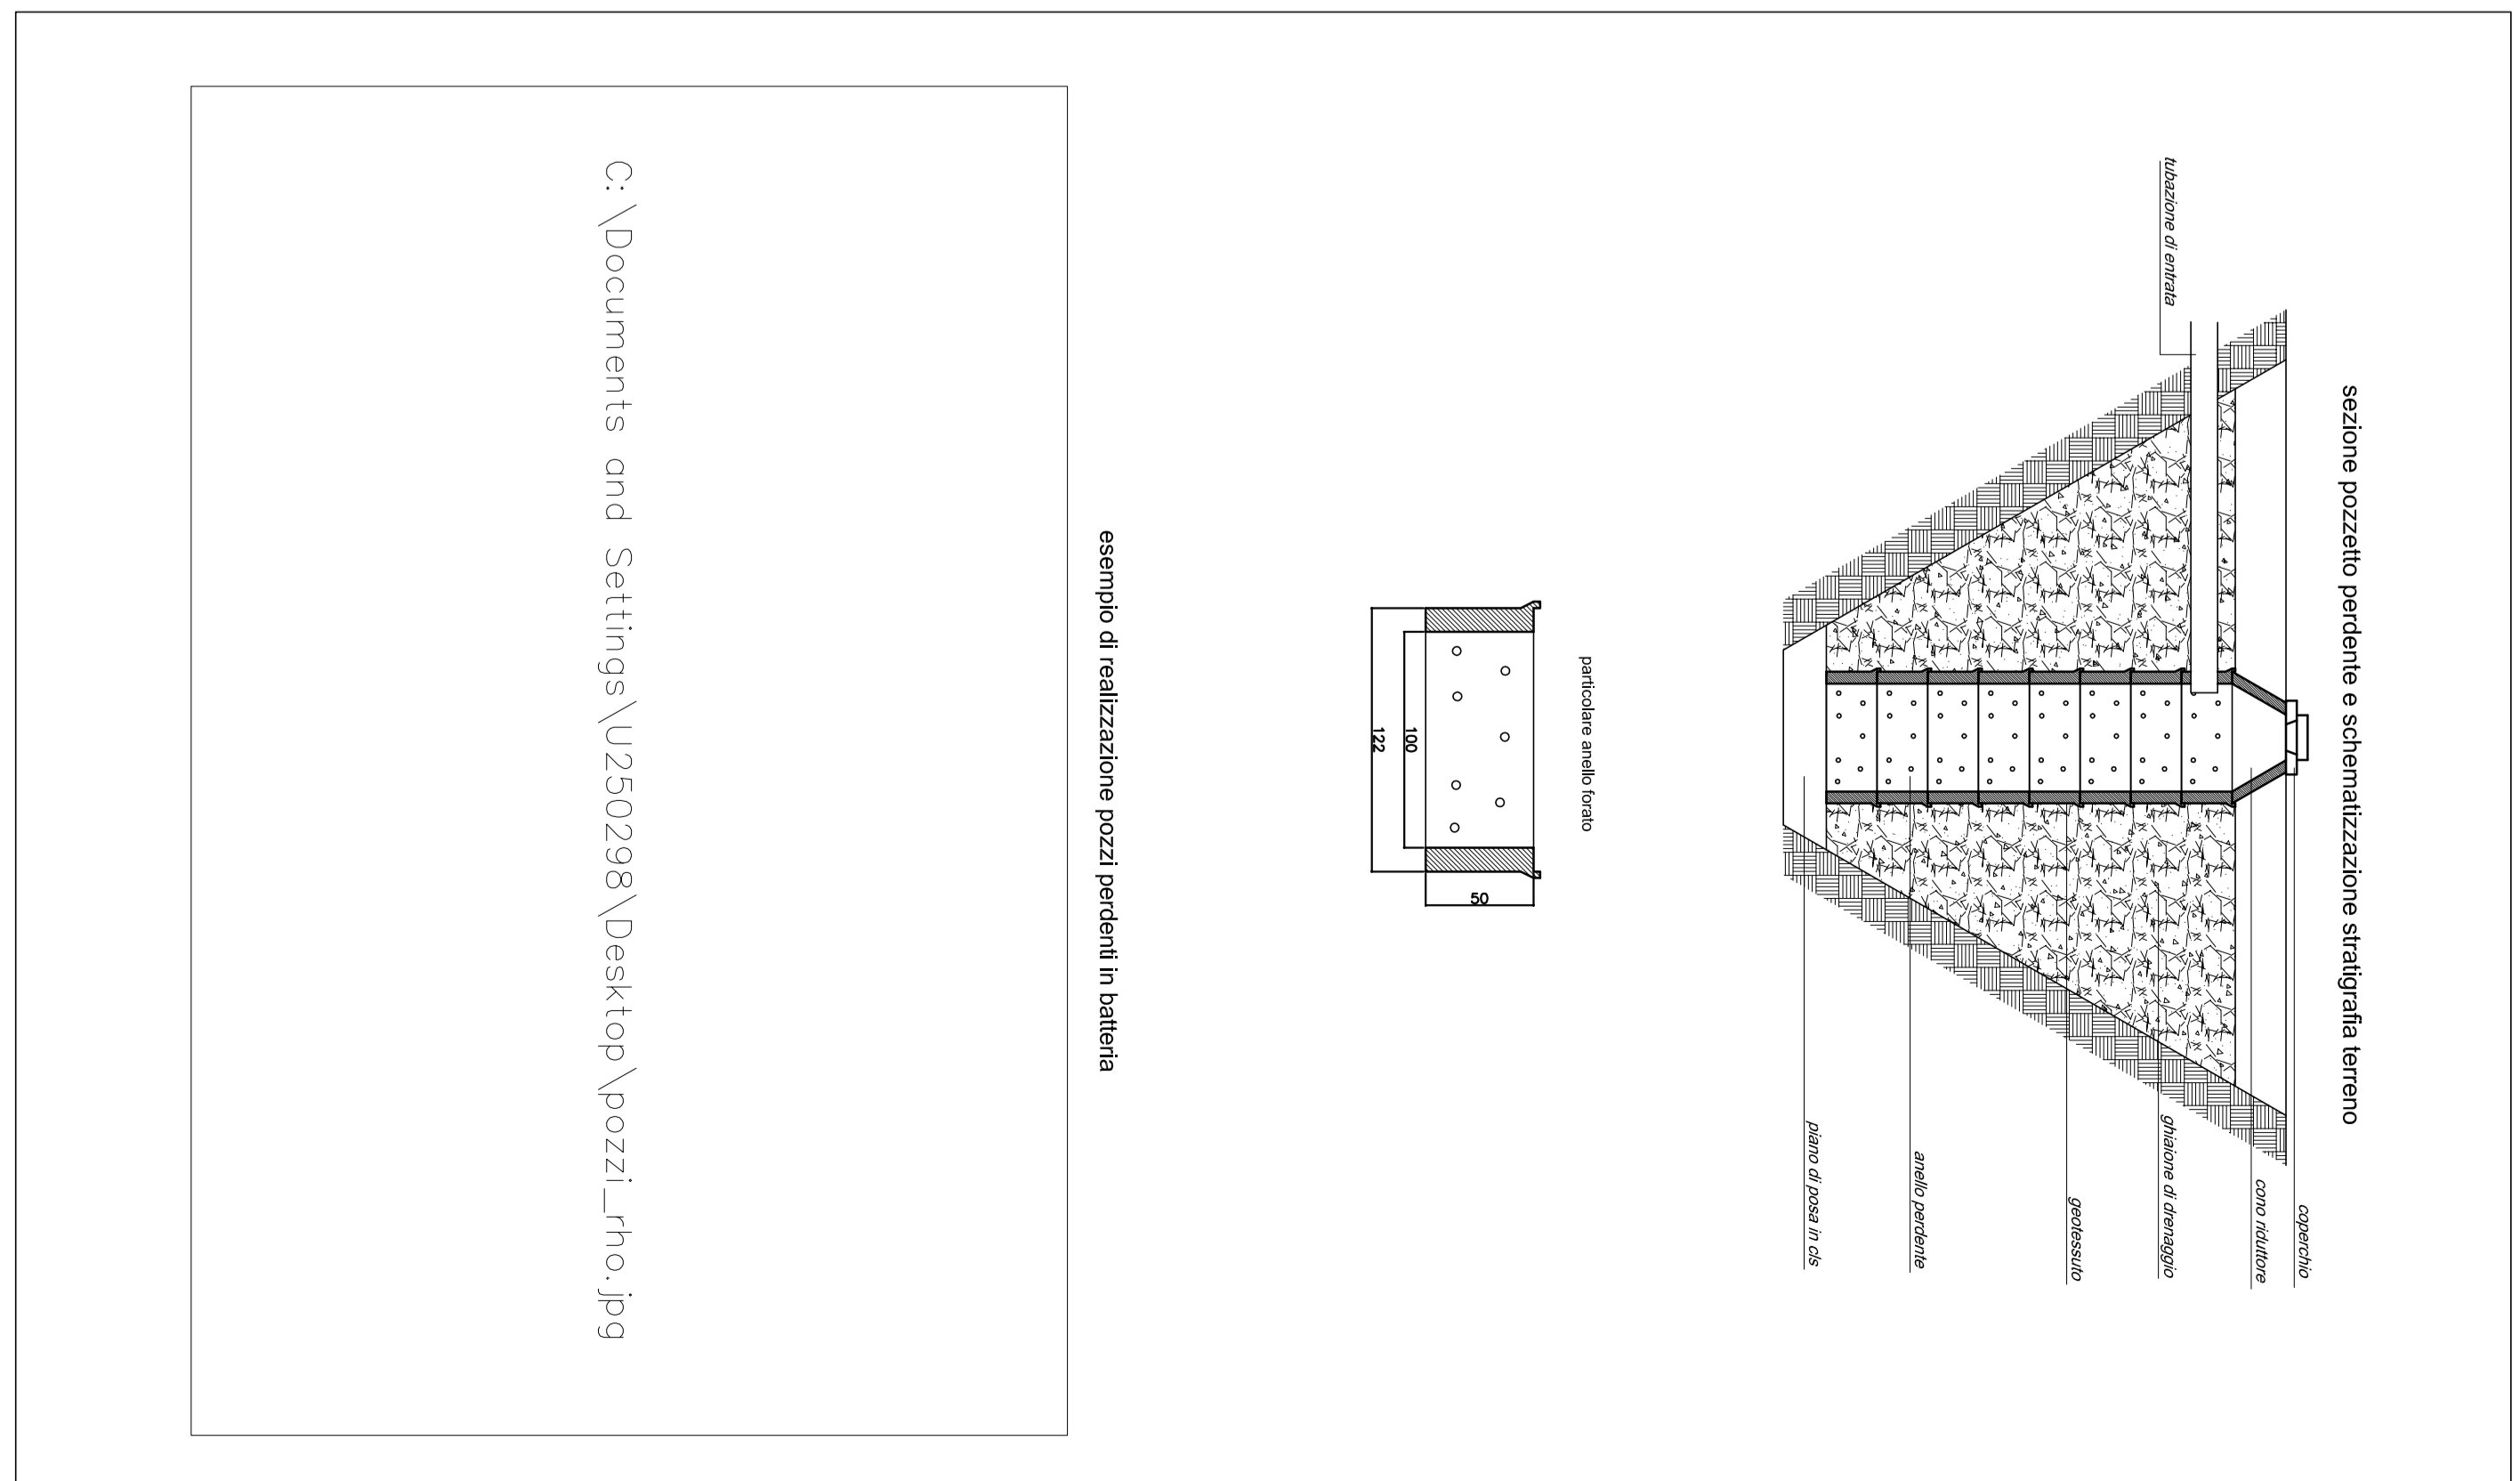 sezione pozzetto perdente e schematizzazione stratigrafia terreno
coperchio
cono riduttore
tubazione di entrata
ghiaione di drenaggio
geotessuto
anello perdente
piano di posa in cls
particolare anello forato
50
100
122
esempio di realizzazione pozzi perdenti in batteria
C:\Documents and Settings\U250298\Desktop\pozzi_rho.jpg